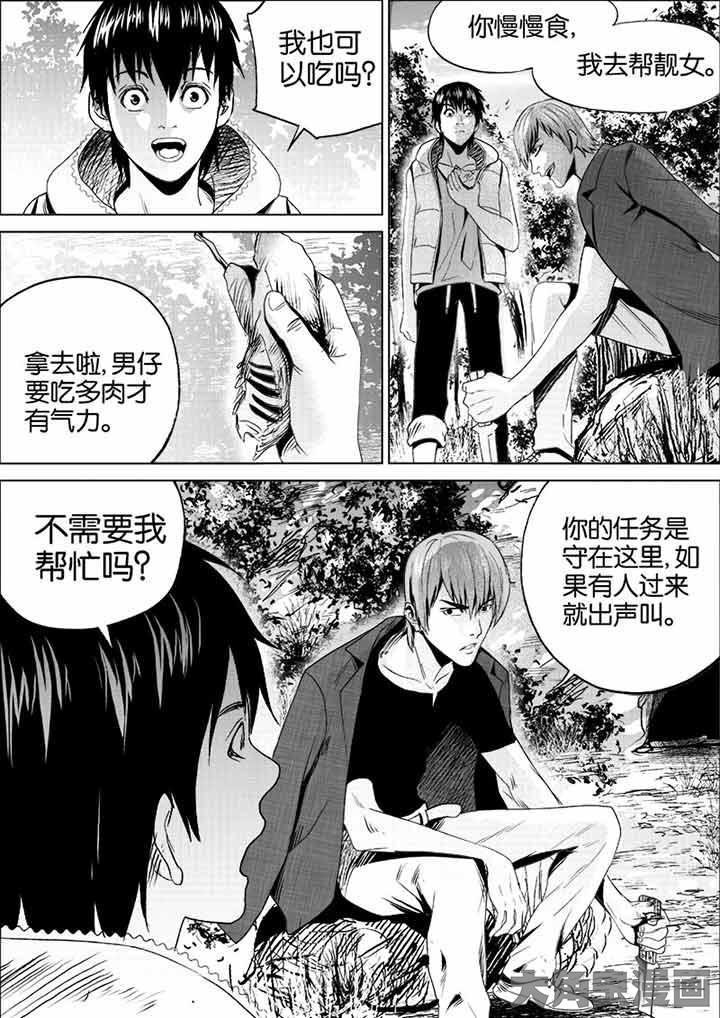 我也可
以吃吗？
拿去啦，男仔
要吃多肉才
有气力。
你慢慢食，
我去帮靓女。
不需要我
帮忙吗？
你的任务是
守在这里，如
果有人过来
就出声叫。
大角虫漫画